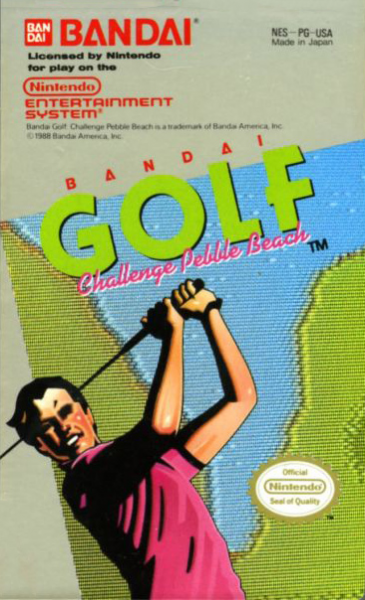 BAN
DAI
BANDAI®
NES-PG-USA
Made in Japan
Licensed by Nintendo
for play on the
Nintendo
ENTERTAINMENT
SYSTEM®
Bandai Golf: Challenge Pebble Beach is a trademark of Bandai America, Inc.
© 1988 Bandai America, Inc.
BANDAI
GOLF
Challenge Pebble Beach
TM
Official
Nintendo
Seal of Quality
TM